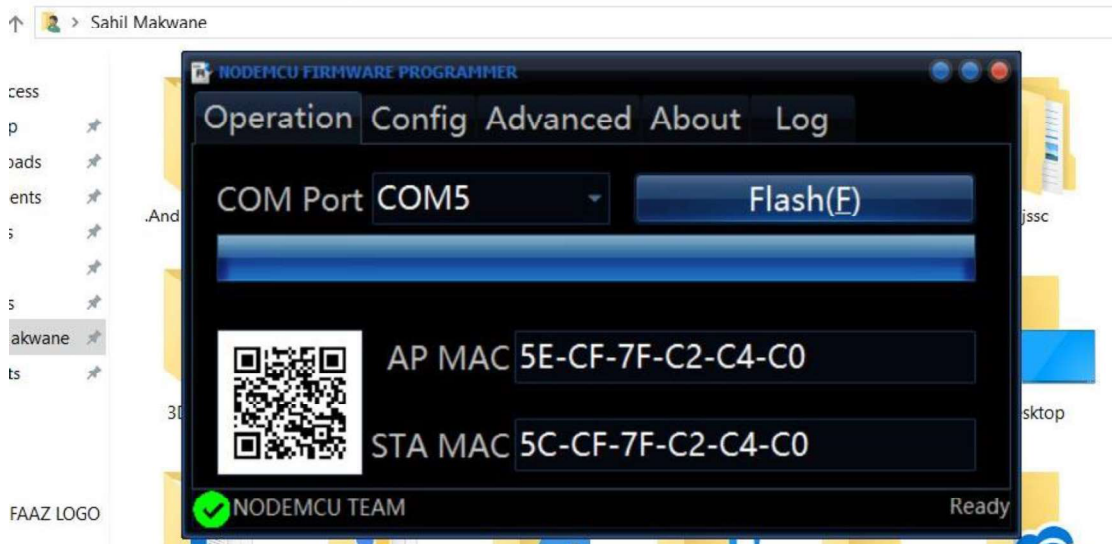 Sahil Makwane
NODEMCU FIRMWARE PROGRAMMER
cess
Operation Config Advanced About Log
p
oads
ents
COM Port COM5 Flash(F)
.And
jssc
s
s
akwane
AP MAC 5E-CF-7F-C2-C4-C0
ts
3D
sktop
STA MAC 5C-CF-7F-C2-C4-C0
NODEMCU TEAM Ready
FAAZ LOGO